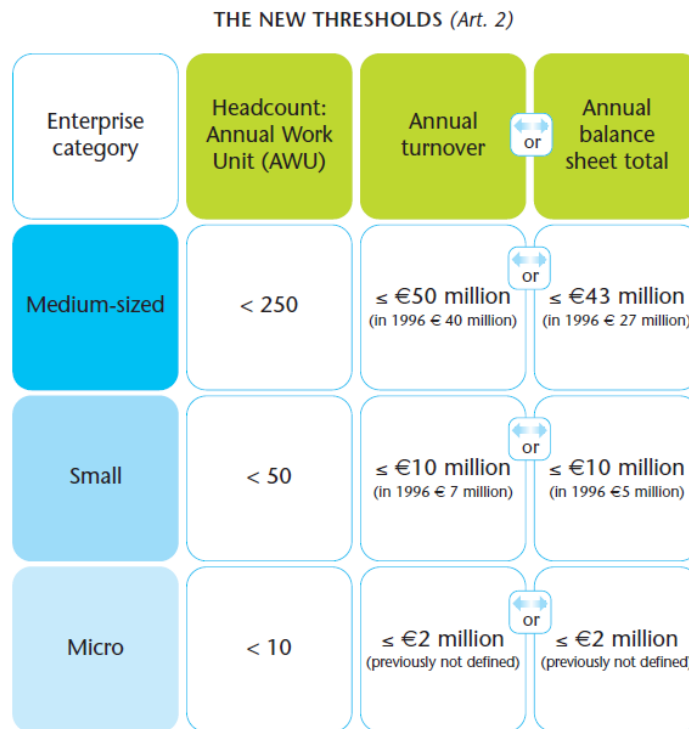 THE NEW THRESHOLDS (Art. 2)
Enterprise
category
Headcount:
Annual Work
Unit (AWU)
Annual
turnover
or
Annual
balance
sheet total
Medium-sized
< 250
≤ €50 million
(in 1996 € 40 million)
or
≤ €43 million
(in 1996 € 27 million)
Small
< 50
≤ €10 million
(in 1996 € 7 million)
or
≤ €10 million
(in 1996 €5 million)
Micro
< 10
≤ €2 million
(previously not defined)
or
≤ €2 million
(previously not defined)